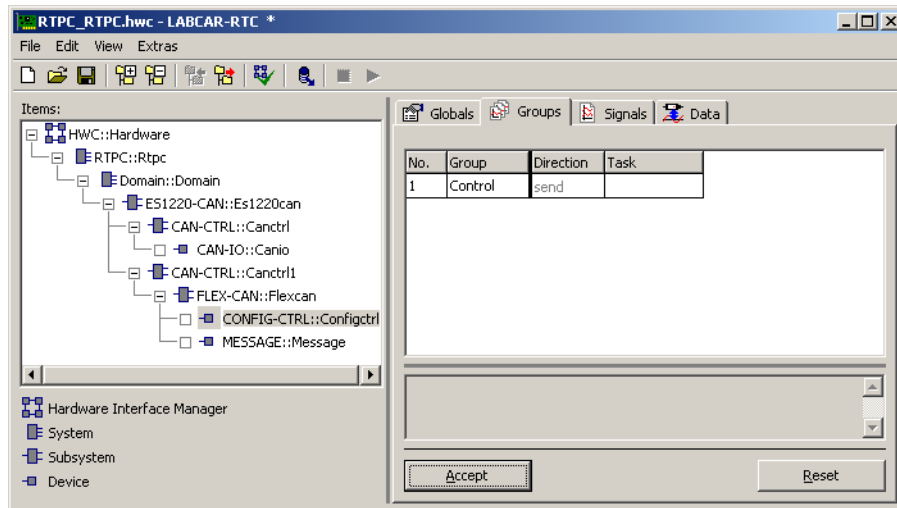 RTPC_RTPC.hwc - LABCAR-RTC *
File Edit View Extras
Items:
HWC::Hardware
RTPC::Rtpc
Domain::Domain
ES1220-CAN::Es1220can
CAN-CTRL::Canctrl
CAN-IO::Canio
CAN-CTRL::Canctrl1
FLEX-CAN::Flexcan
CONFIG-CTRL::Configctrl
MESSAGE::Message
Hardware Interface Manager
System
Subsystem
Device
Globals Groups Signals Data
No. Group Direction Task
1 Control send
Accept Reset